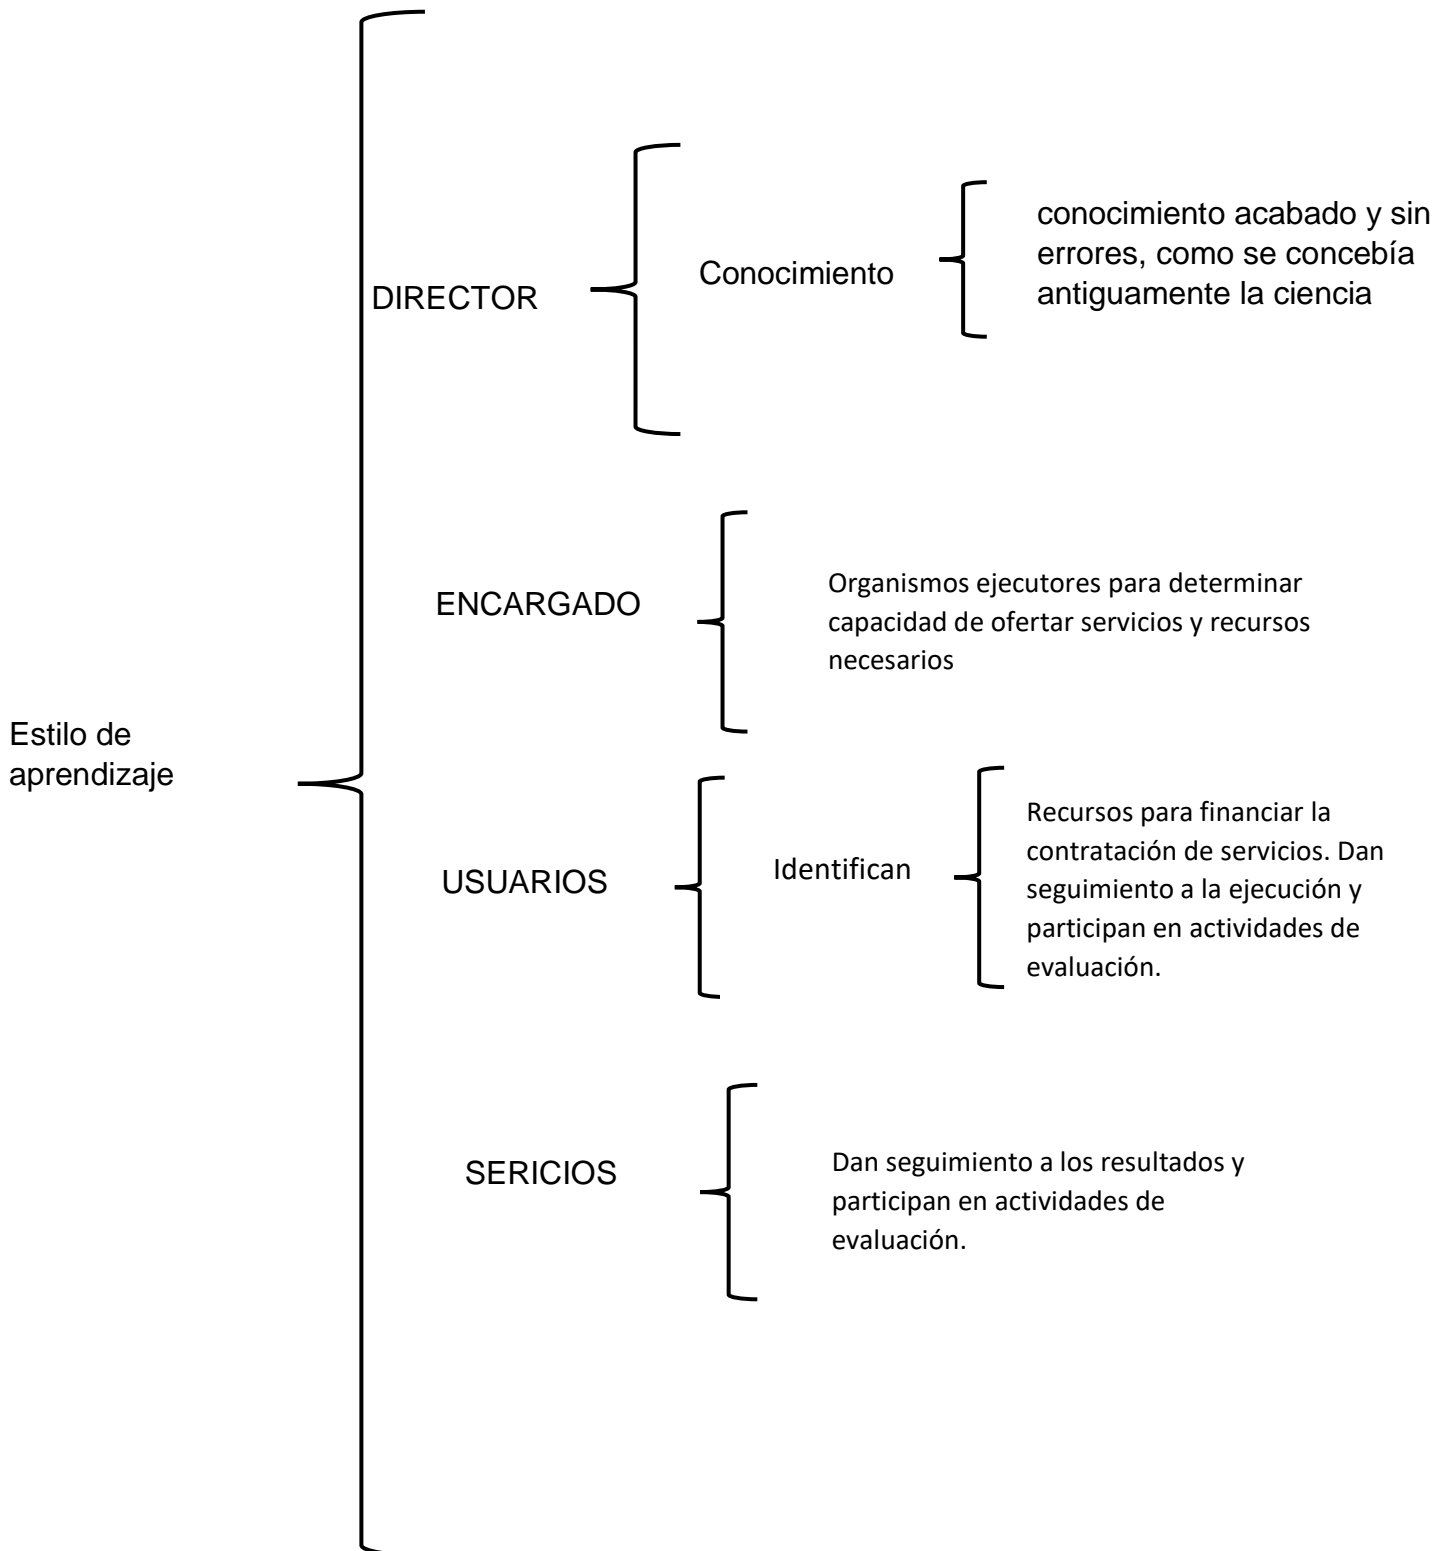 conocimiento acabado y sin
errores, como se concebía
antiguamente la ciencia
Conocimiento
DIRECTOR
Organismos ejecutores para determinar
capacidad de ofertar servicios y recursos
necesarios
ENCARGADO
Estilo de
aprendizaje
Recursos para financiar la
contratación de servicios. Dan
seguimiento a la ejecución y
participan en actividades de
evaluación.
Identifican
USUARIOS
Dan seguimiento a los resultados y
participan en actividades de
evaluación.
SERICIOS